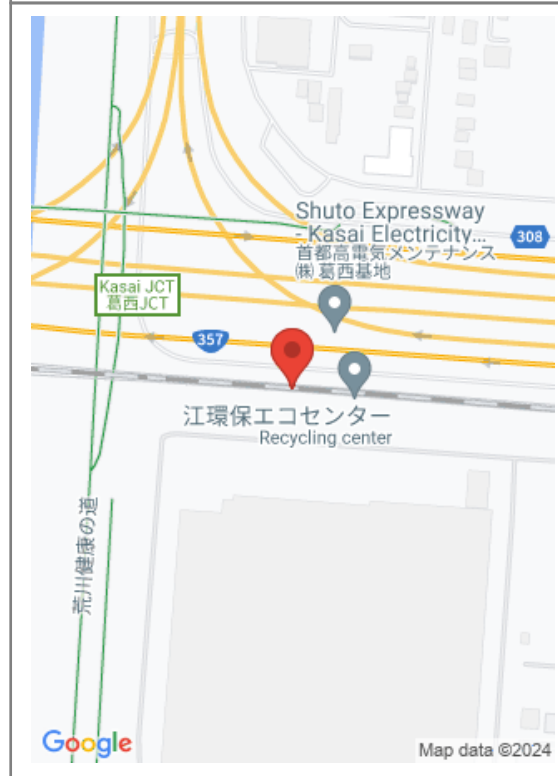 Shuto Expressway
- Kasai Electricity...
首都高電気メンテナンス
㈱ 葛西基地
308
Kasai JCT
葛西JCT
357
江環保エコセンター
Recycling center
荒川健康の道
Google
Map data ©2024